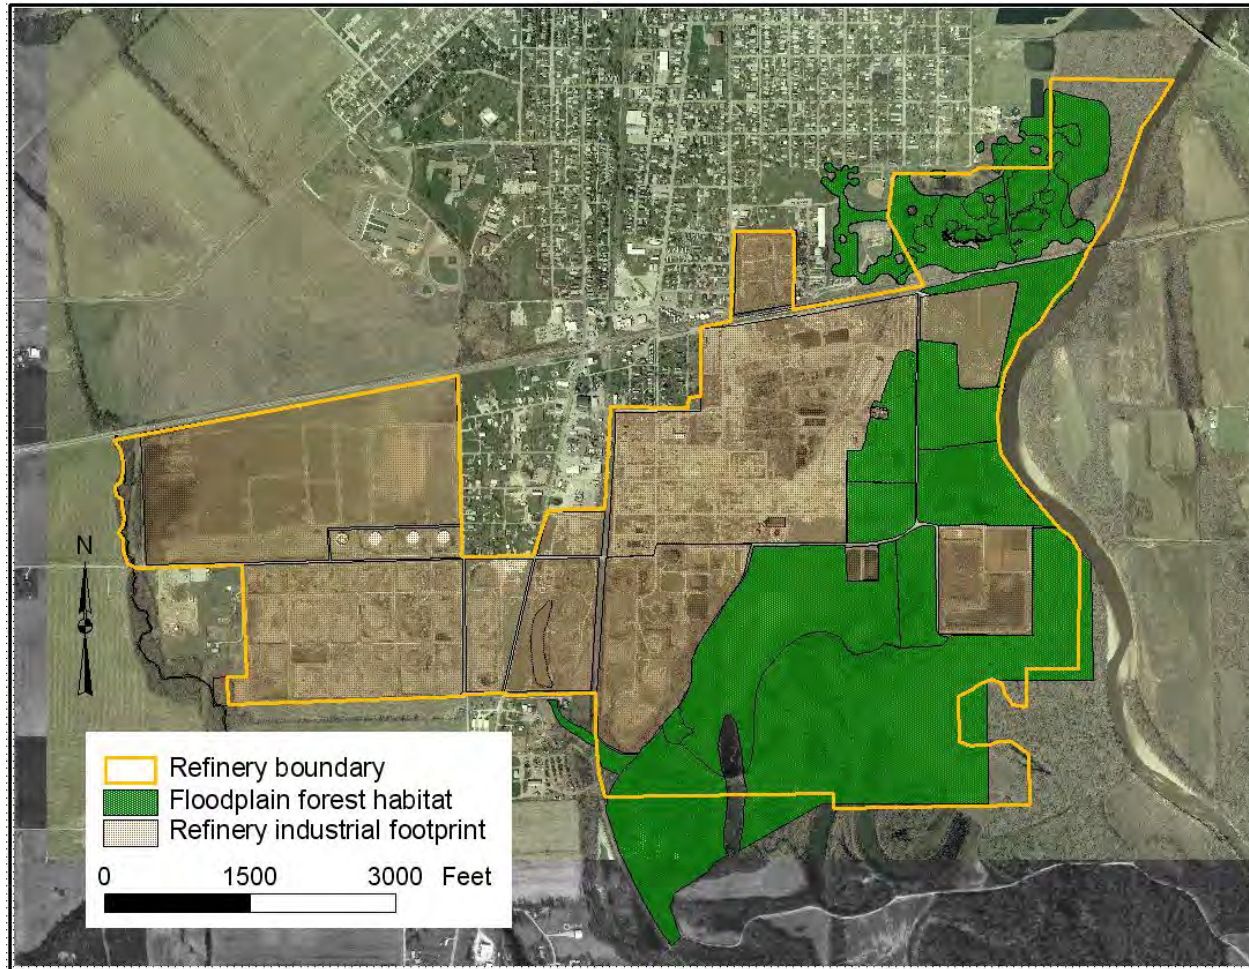 N
Refinery boundary
Floodplain forest habitat
Refinery industrial footprint
0 1500 3000 Feet